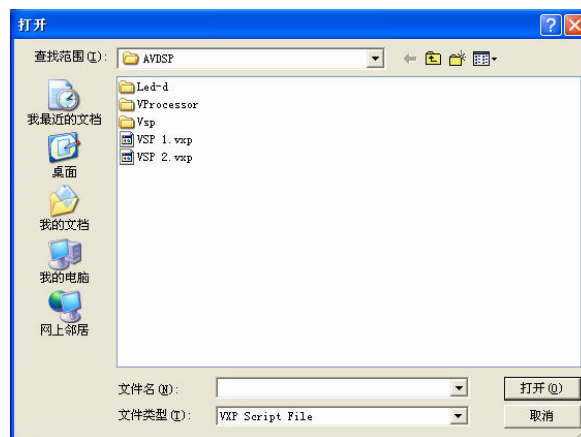 打开
查找范围(I):
AVDSP
我最近的文档
桌面
我的文档
我的电脑
网上邻居
Led-d
VProcessor
Vsp
VSP 1.vxp
VSP 2.vxp
文件名(N):
打开(O)
文件类型(T):
VXP Script File
取消